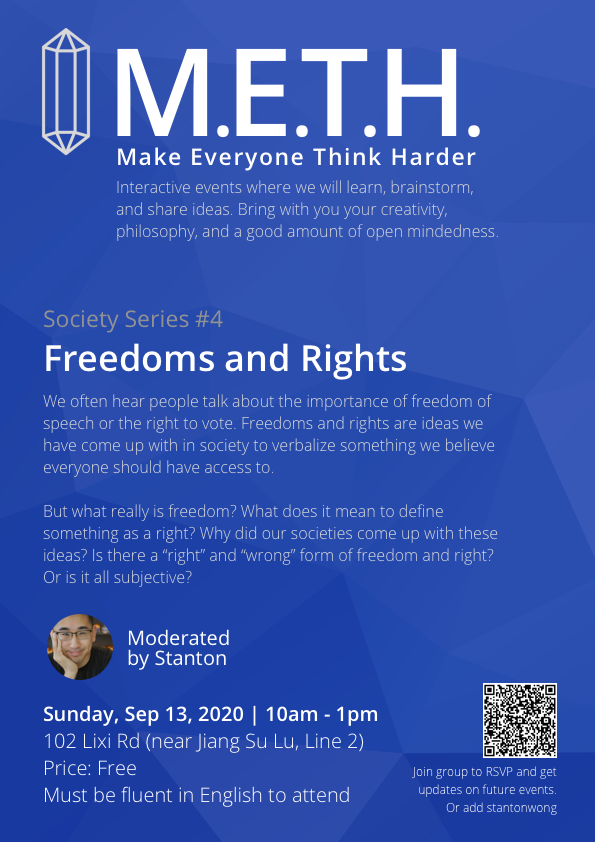 M.E.T.H.
Make Everyone Think Harder
Interactive events where we will learn, brainstorm,
and share ideas. Bring with you your creativity,
philosophy, and a good amount of open mindedness.
Society Series #4
Freedoms and Rights
We often hear people talk about the importance of freedom of
speech or the right to vote. Freedoms and rights are ideas we
have come up with in society to verbalize something we believe
everyone should have access to.
But what really is freedom? What does it mean to define
something as a right? Why did our societies come up with these
ideas? Is there a “right” and “wrong” form of freedom and right?
Or is it all subjective?
Moderated
by Stanton
Sunday, Sep 13, 2020 | 10am - 1pm
102 Lixi Rd (near Jiang Su Lu, Line 2)
Price: Free
Must be fluent in English to attend
Join group to RSVP and get
updates on future events.
Or add stantonwong